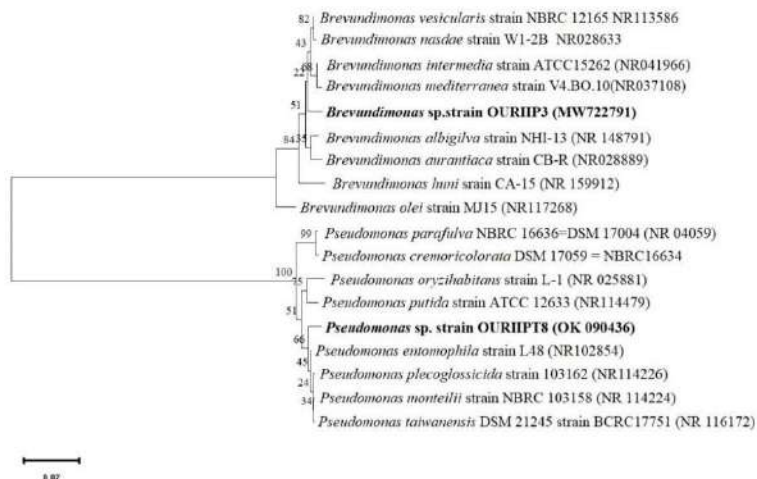 82
Brevundimonas vesicularis strain NBRC 12165 NR113586
43
Brevundimonas nasdae strain W1-2B NR028633
68
Brevundimonas intermedia strain ATCC15262 (NR041966)
22
Brevundimonas mediterranea strain V4.BO.10(NR037108)
51
Brevundimonas sp.strain OURIIP3 (MW722791)
84
35
Brevundimonas albigilva strain NHI-13 (NR 148791)
Brevundimonas aurantiaca strain CB-R (NR028889)
Brevundimonas huni srain CA-15 (NR 159912)
Brevundimonas olei strain MJ15 (NR117268)
99
Pseudomonas parafulva NBRC 16636=DSM 17004 (NR 04059)
Pseudomonas cremoricolorata DSM 17059 = NBRC16634
100
75
Pseudomonas oryzihabitans strain L-1 (NR 025881)
Pseudomonas putida strain ATCC 12633 (NR114479)
51
Pseudomonas sp. strain OURIIPT8 (OK 090436)
66
Pseudomonas entomophila strain L48 (NR102854)
45
Pseudomonas plecoglossicida strain 103162 (NR114226)
24
Pseudomonas monteilii strain NBRC 103158 (NR 114224)
34
Pseudomonas taiwanensis DSM 21245 strain BCRC17751 (NR 116172)